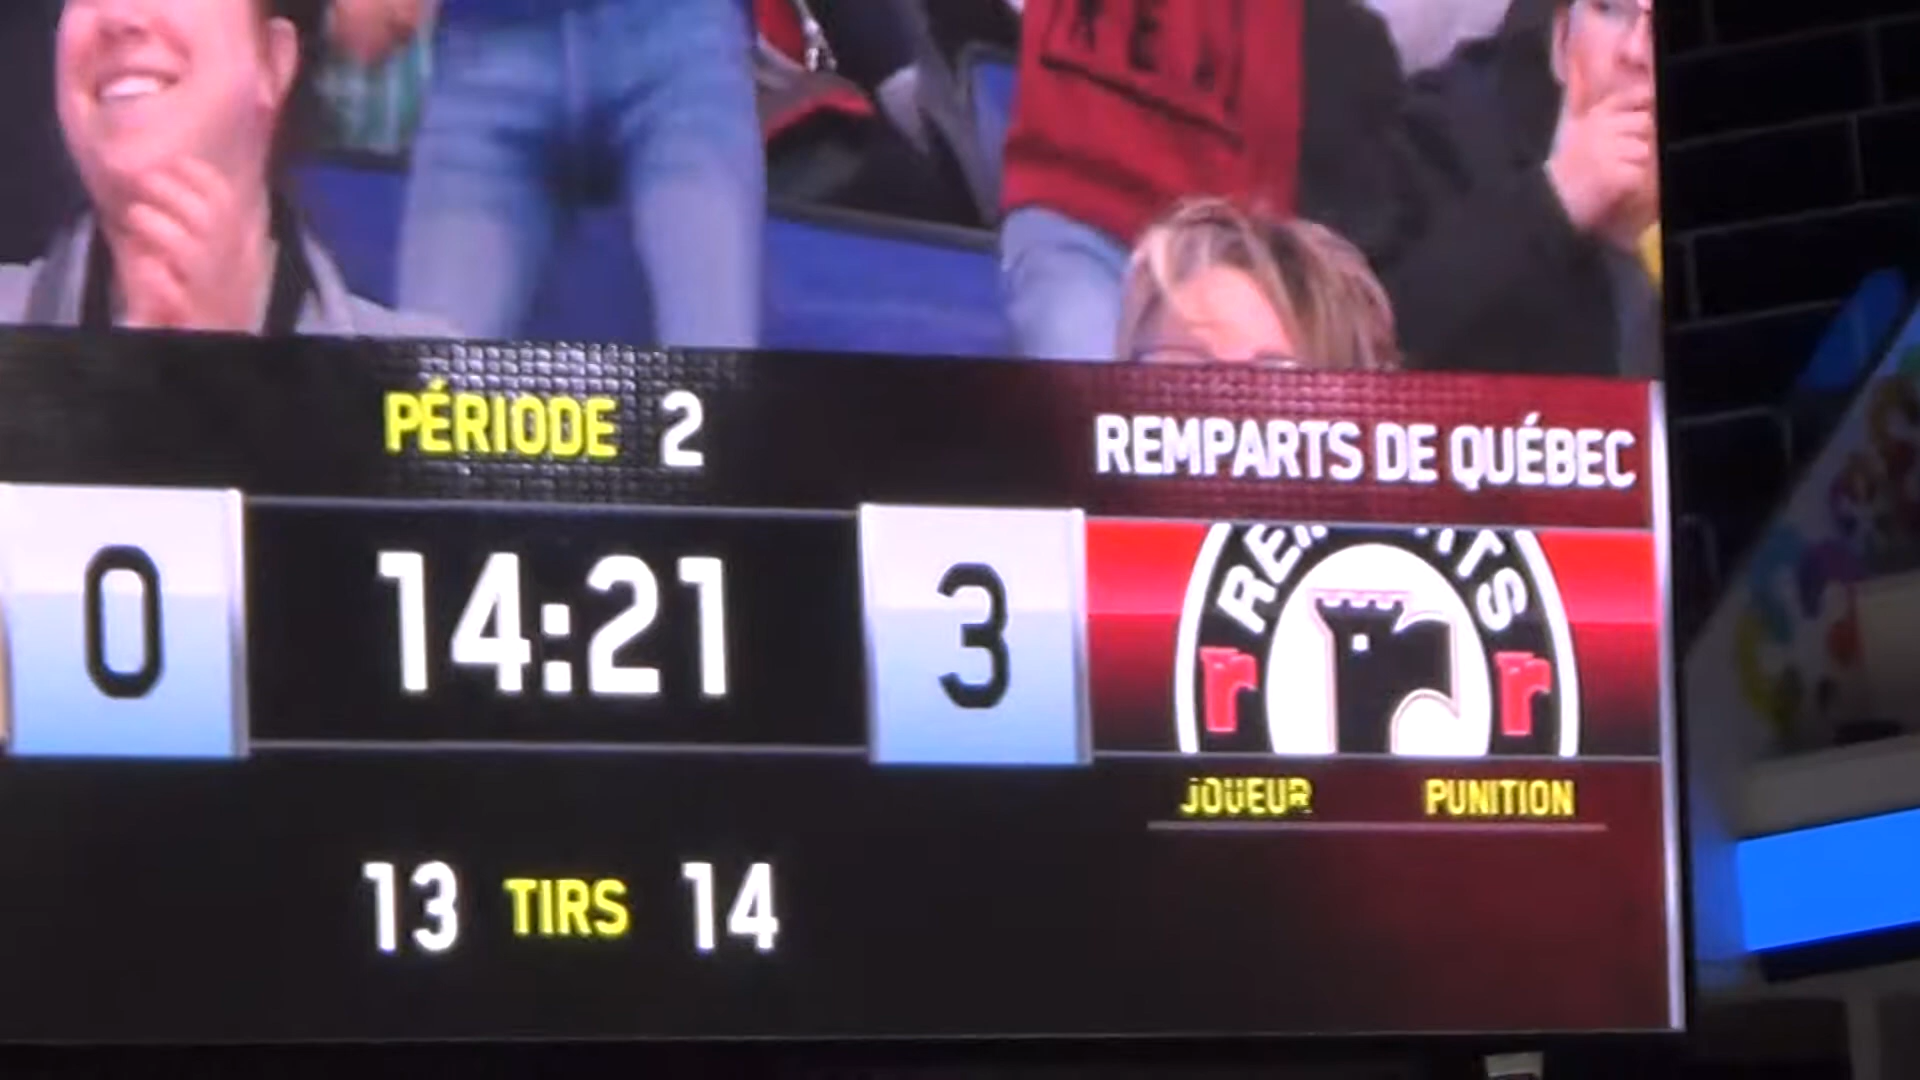 PÉRIODE 2
REMPARTS DE QUÉBEC
0 14:21 3
JOUEUR PUNITION
13 TIRS 14